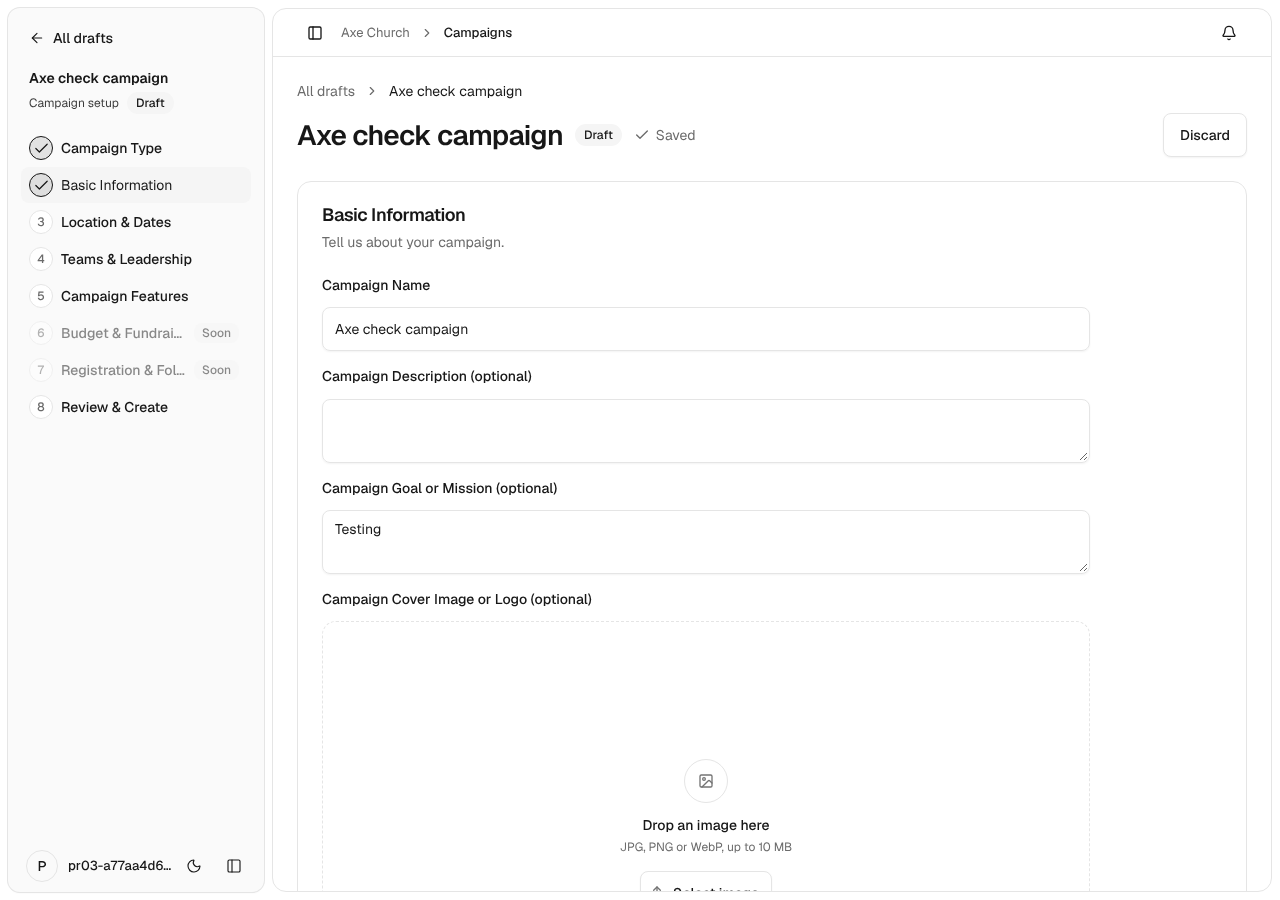 All drafts
Axe check campaign
Campaign setup Draft
Campaign Type
Basic Information
3 Location & Dates
4 Teams & Leadership
5 Campaign Features
6 Budget & Fundrai... Soon
7 Registration & Fol... Soon
8 Review & Create
P pr03-a77aa4d6...
Axe Church > Campaigns
All drafts > Axe check campaign
Axe check campaign Draft Saved
Discard
Basic Information
Tell us about your campaign.
Campaign Name
Axe check campaign
Campaign Description (optional)
Campaign Goal or Mission (optional)
Testing
Campaign Cover Image or Logo (optional)
Drop an image here
JPG, PNG or WebP, up to 10 MB
Select image